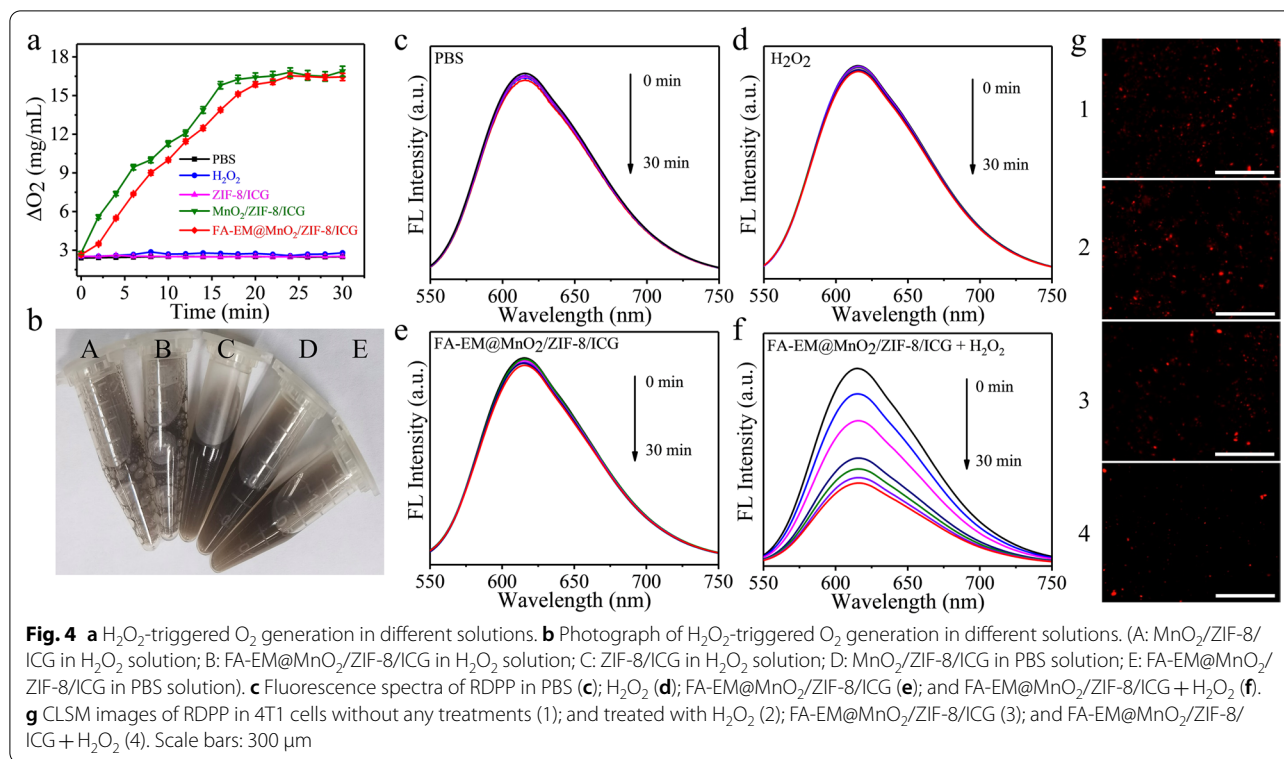 a
18
15
12
9
6
3
ΔO2 (mg/mL)
PBS
H₂O₂
ZIF-8/ICG
MnO₂/ZIF-8/ICG
FA-EM@MnO₂/ZIF-8/ICG
0 5 10 15 20 25 30
Time (min)
b
A B C D E
c
PBS
0 min
30 min
FL Intensity (a.u.)
550 600 650 700 750
Wavelength (nm)
d
H₂O₂
0 min
30 min
FL Intensity (a.u.)
550 600 650 700 750
Wavelength (nm)
e
FA-EM@MnO₂/ZIF-8/ICG
0 min
30 min
FL Intensity (a.u.)
550 600 650 700 750
Wavelength (nm)
f
FA-EM@MnO₂/ZIF-8/ICG + H₂O₂
0 min
30 min
FL Intensity (a.u.)
550 600 650 700 750
Wavelength (nm)
g
1
2
3
4
Fig. 4 a H₂O₂-triggered O₂ generation in different solutions. b Photograph of H₂O₂-triggered O₂ generation in different solutions. (A: MnO₂/ZIF-8/
ICG in H₂O₂ solution; B: FA-EM@MnO₂/ZIF-8/ICG in H₂O₂ solution; C: ZIF-8/ICG in H₂O₂ solution; D: MnO₂/ZIF-8/ICG in PBS solution; E: FA-EM@MnO₂/
ZIF-8/ICG in PBS solution). c Fluorescence spectra of RDPP in PBS (c); H₂O₂ (d); FA-EM@MnO₂/ZIF-8/ICG (e); and FA-EM@MnO₂/ZIF-8/ICG + H₂O₂ (f).
g CLSM images of RDPP in 4T1 cells without any treatments (1); and treated with H₂O₂ (2); FA-EM@MnO₂/ZIF-8/ICG (3); and FA-EM@MnO₂/ZIF-8/
ICG + H₂O₂ (4). Scale bars: 300 μm